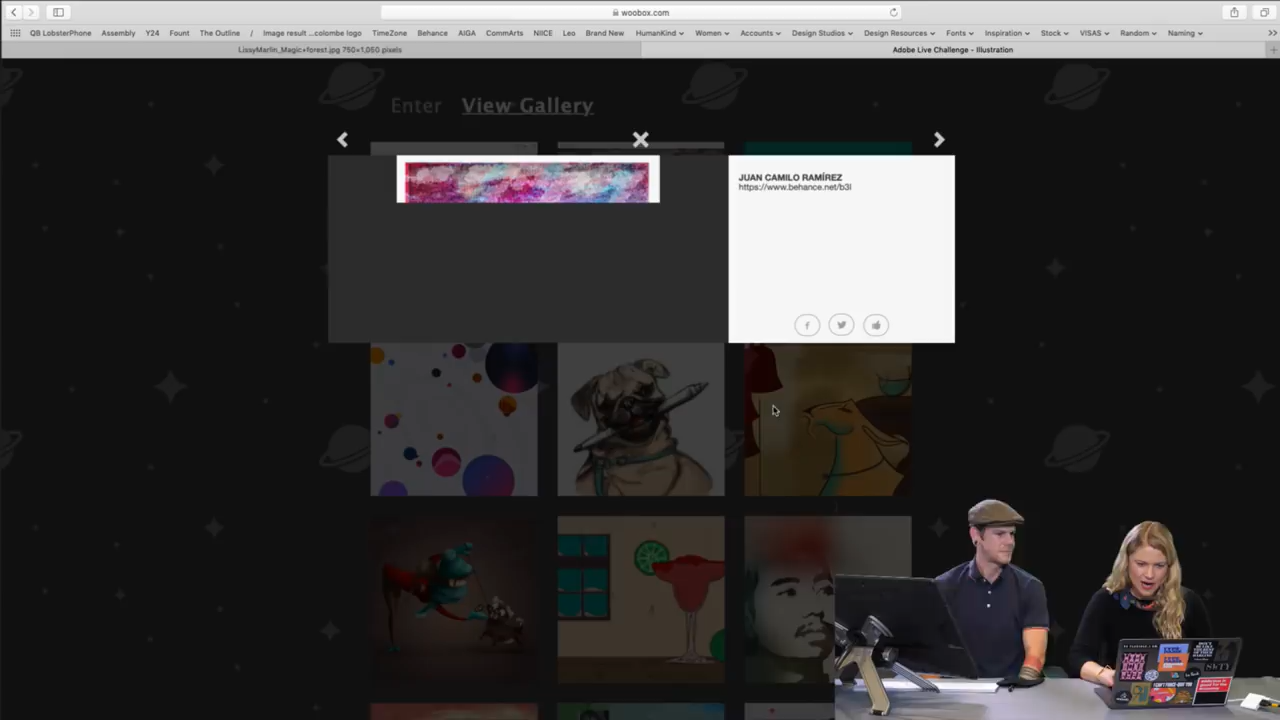 woobox.com
QB LobsterPhone Assembly Y24 Fount The Outline / Image result ...colombe logo TimeZone Behance AIGA CommArts NIICE Leo Brand New HumanKind Women Accounts Design Studios Design Resources Fonts Inspiration Stock VISAS Random Naming
LissyMarlin_Magic+forest.jpg 750×1,050 pixels
Adobe Live Challenge - Illustration
Enter View Gallery
JUAN CAMILO RAMÍREZ
https://www.behance.net/b3l